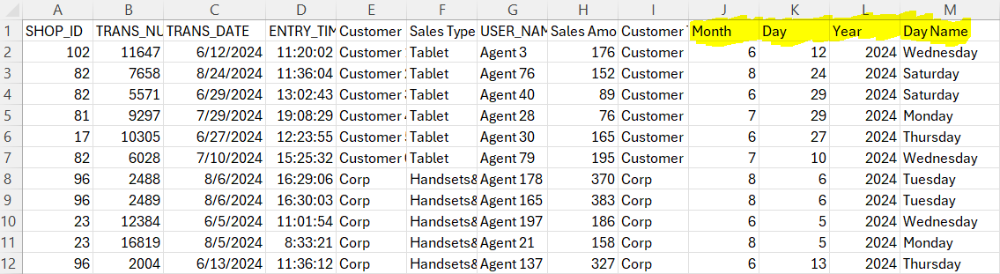 A B C D E F G H I J K L M
1 SHOP_ID TRANS_NU TRANS_DATE ENTRY_TIM Customer Sales Type USER_NAM Sales Amo Customer Month Day Year Day Name
2 102 11647 6/12/2024 11:20:02 Customer Tablet Agent 3 176 Customer 6 12 2024 Wednesday
3 82 7658 8/24/2024 11:36:04 Customer Tablet Agent 76 152 Customer 8 24 2024 Saturday
4 82 5571 6/29/2024 13:02:43 Customer Tablet Agent 40 89 Customer 6 29 2024 Saturday
5 81 9297 7/29/2024 19:08:29 Customer Tablet Agent 28 76 Customer 7 29 2024 Monday
6 17 10305 6/27/2024 12:23:55 Customer Tablet Agent 30 165 Customer 6 27 2024 Thursday
7 82 6028 7/10/2024 15:25:32 Customer Tablet Agent 79 195 Customer 7 10 2024 Wednesday
8 96 2488 8/6/2024 16:29:06 Corp Handsets& Agent 178 370 Corp 8 6 2024 Tuesday
9 96 2489 8/6/2024 16:30:03 Corp Handsets& Agent 165 383 Corp 8 6 2024 Tuesday
10 23 12384 6/5/2024 11:01:54 Corp Handsets& Agent 197 186 Corp 6 5 2024 Wednesday
11 23 16819 8/5/2024 8:33:21 Corp Handsets& Agent 21 158 Corp 8 5 2024 Monday
12 96 2004 6/13/2024 11:36:12 Corp Handsets& Agent 137 327 Corp 6 13 2024 Thursday